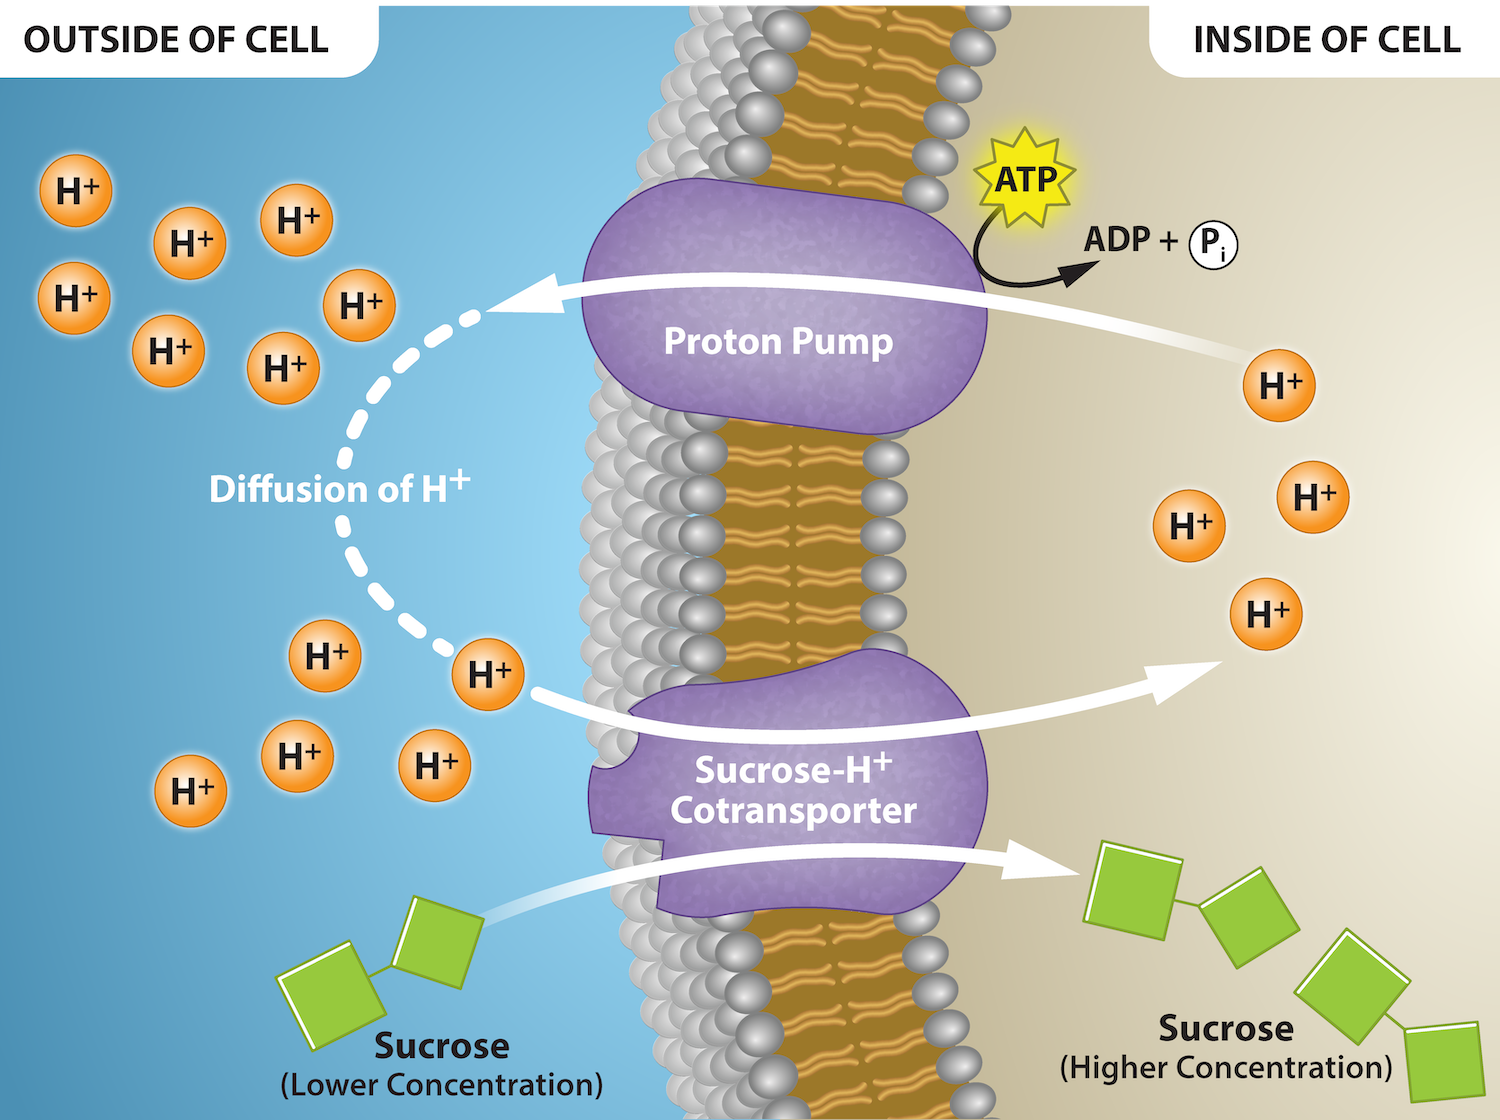 OUTSIDE OF CELL
INSIDE OF CELL
ATP
ADP + Pi
H+
H+
H+
H+
H+
H+
H+
Proton Pump
H+
Diffusion of H+
H+
H+
H+
H+
H+
H+
H+
H+
Sucrose-H+
Cotransporter
Sucrose
(Lower Concentration)
Sucrose
(Higher Concentration)